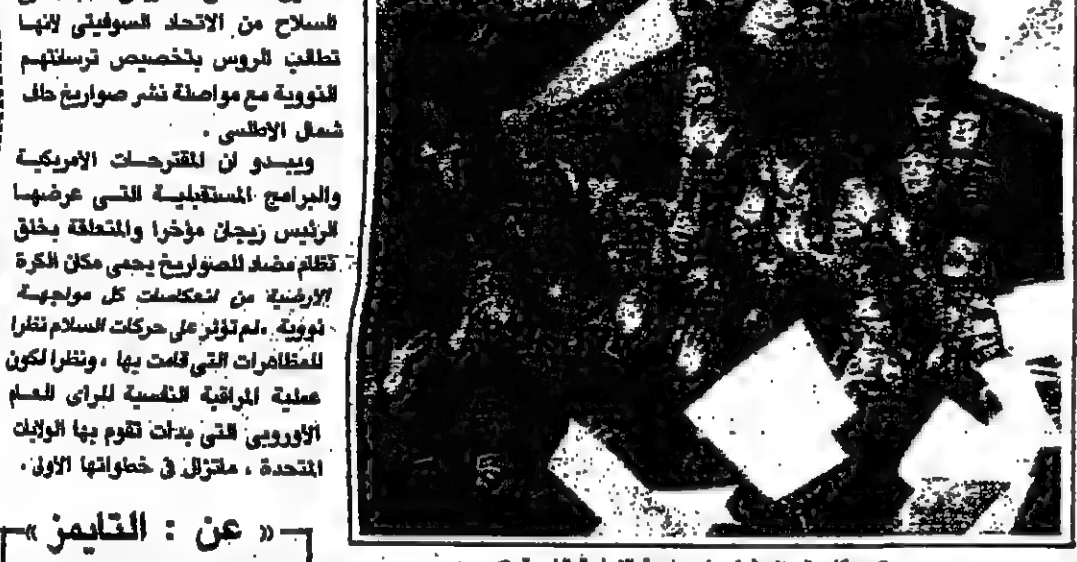 للسلاح من الاتحاد السوفيتي لانها
تطالب الروس بتخصيص ترسانتهم
النووية مع مواصلة نشر صواريخ حلف
شمال الاطلسي .
ويبدو ان المقترحات الامريكية
والبرامج المستقبلية التي عرضها
الرئيس ريجان مؤخرا والمتعلقة بخلق
نظام مضاد للصواريخ يحمي مكان الكرة
الارضية من انعكاسات كل مواجهة
نووية ، لم تؤثر على حركات السلام نظرا
للمظاهرات التي قامت بها ، ونظرا لكون
عملية المراقبة النفسية للراي العام
الاوروبي التي بدات تقوم بها الولايات
المتحدة ، ماتزال في خطواتها الاولى .
« عن : التايمز »